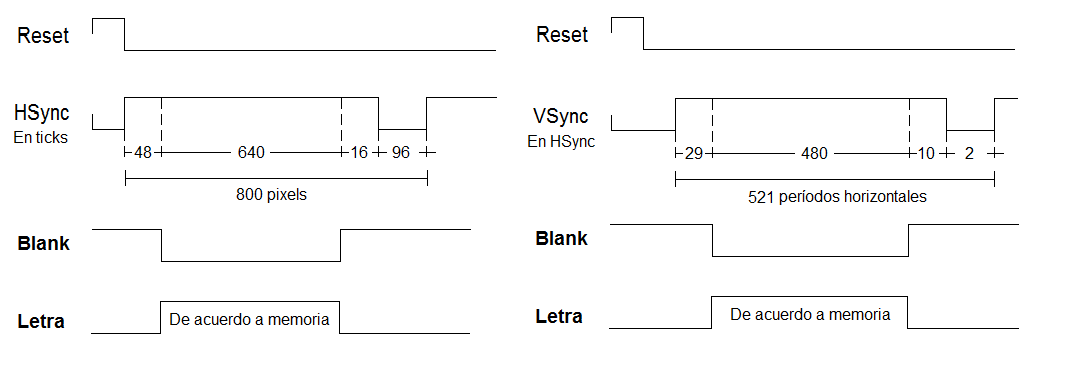 Reset
HSync
En ticks
48 640 16 96
800 pixels
Blank
Letra
De acuerdo a memoria
Reset
VSync
En HSync
29 480 10 2
521 períodos horizontales
Blank
Letra
De acuerdo a memoria